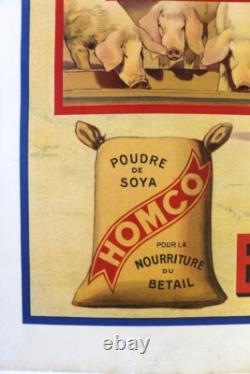 POUDRE
DE
SOYA
HOMCO
POUR LA
NOURRITURE
DU
BETAIL